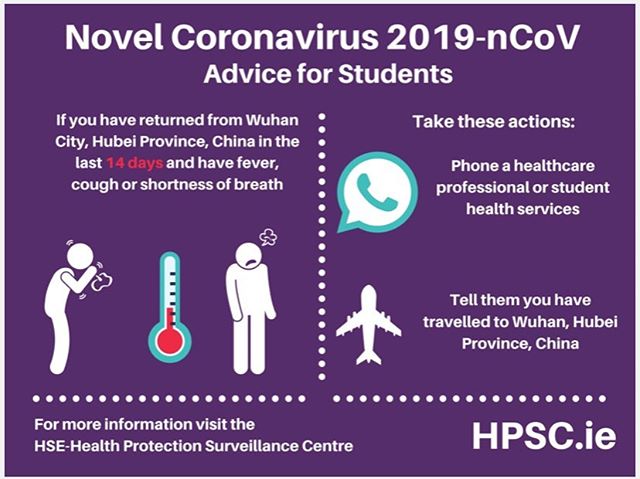 Novel Coronavirus 2019-nCoV
Advice for Students
If you have returned from Wuhan
City, Hubei Province, China in the
last 14 days and have fever,
cough or shortness of breath
Take these actions:
Phone a healthcare
professional or student
health services
Tell them you have
travelled to Wuhan, Hubei
Province, China
For more information visit the
HSE-Health Protection Surveillance Centre
HPSC.ie